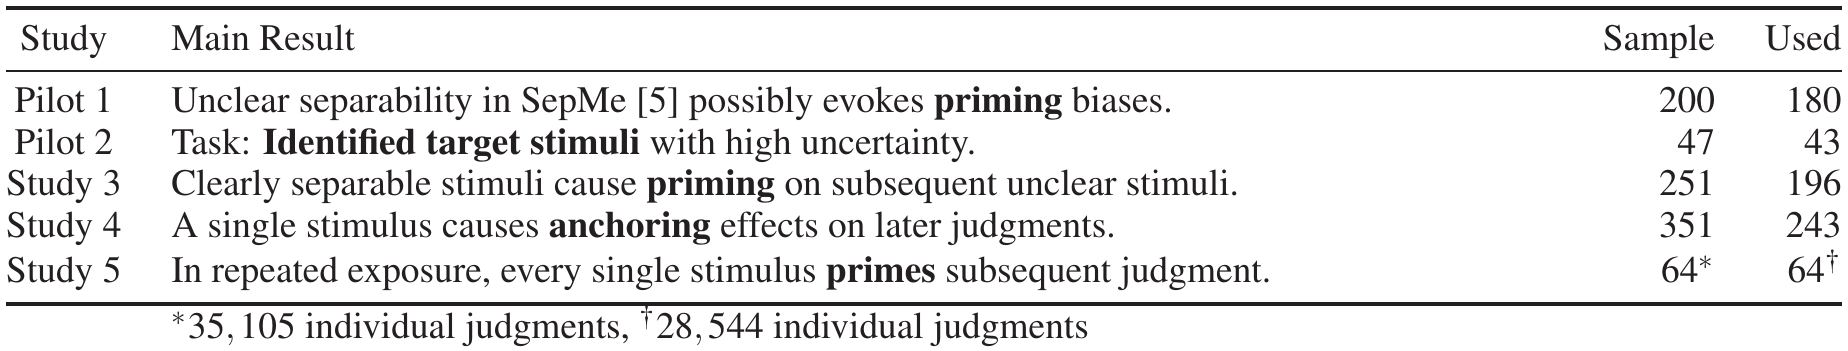 Study Main Result Sample Used
Pilot 1 Unclear separability in SepMe [5] possibly evokes priming biases. 200 180
Pilot 2 Task: Identified target stimuli with high uncertainty. 47 43
Study 3 Clearly separable stimuli cause priming on subsequent unclear stimuli. 251 196
Study 4 A single stimulus causes anchoring effects on later judgments. 351 243
Study 5 In repeated exposure, every single stimulus primes subsequent judgment. 64* 64†
*35,105 individual judgments, †28,544 individual judgments